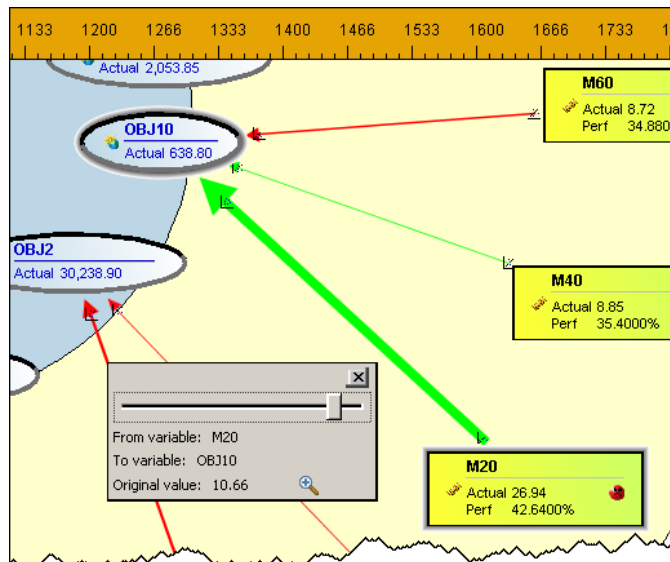 1133 1200 1266 1333 1400 1466 1533 1600 1666 1733
Actual 2,053.85
M60
Actual 8.72
Perf 34.880
OBJ10
Actual 638.80
OBJ2
Actual 30,238.90
M40
Actual 8.85
Perf 35.4000%
From variable: M20
To variable: OBJ10
Original value: 10.66
M20
Actual 26.94
Perf 42.6400%